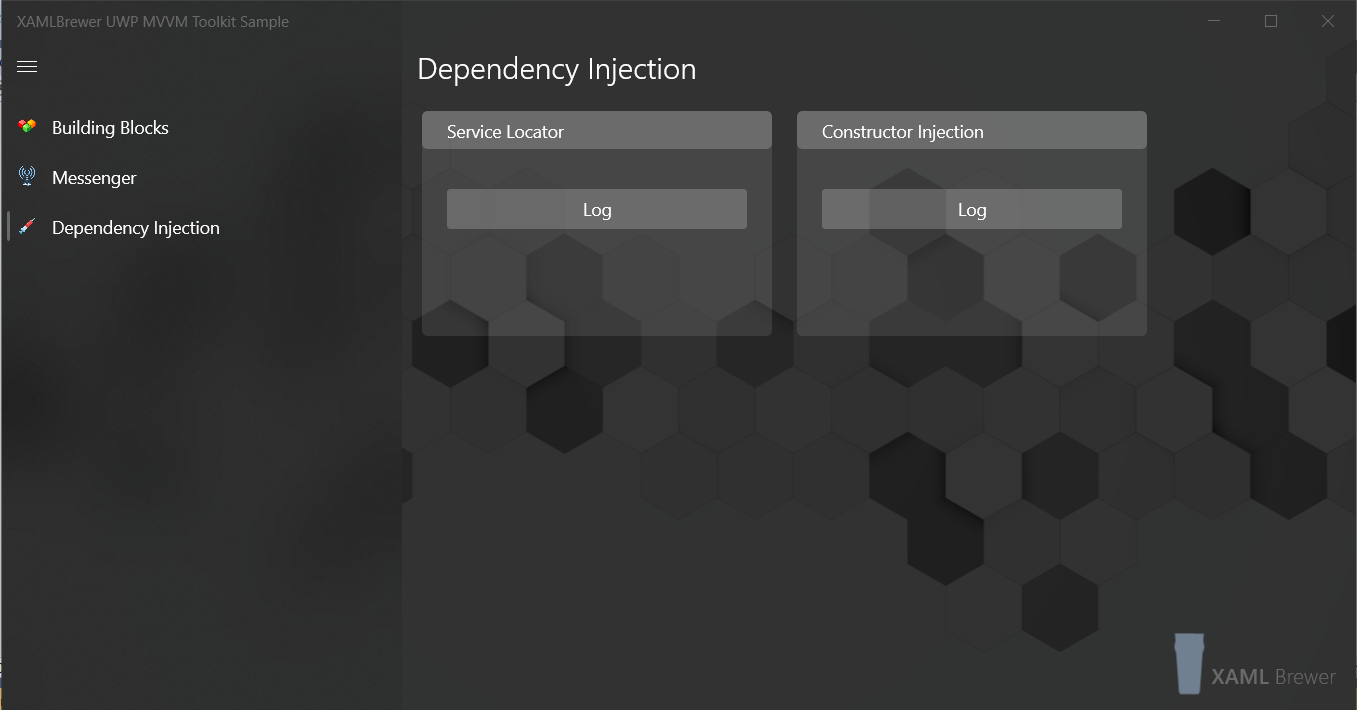 XAMLBrewer UWP MVVM Toolkit Sample
Building Blocks
Messenger
Dependency Injection
Dependency Injection
Service Locator
Log
Constructor Injection
Log
XAML Brewer